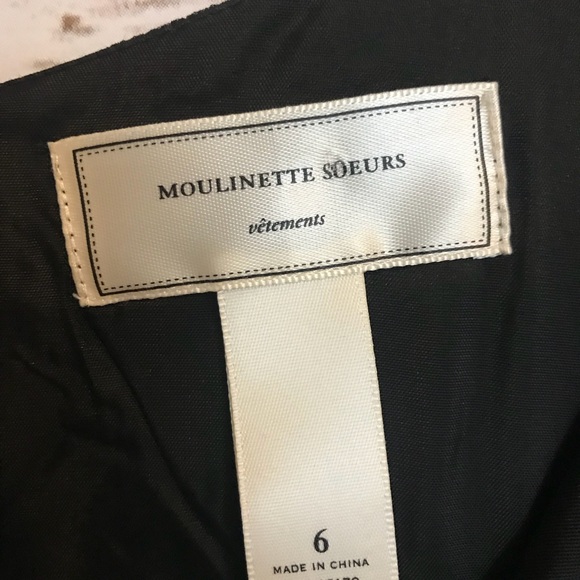 MOULINETTE SOEURS
vêtements
6
MADE IN CHINA